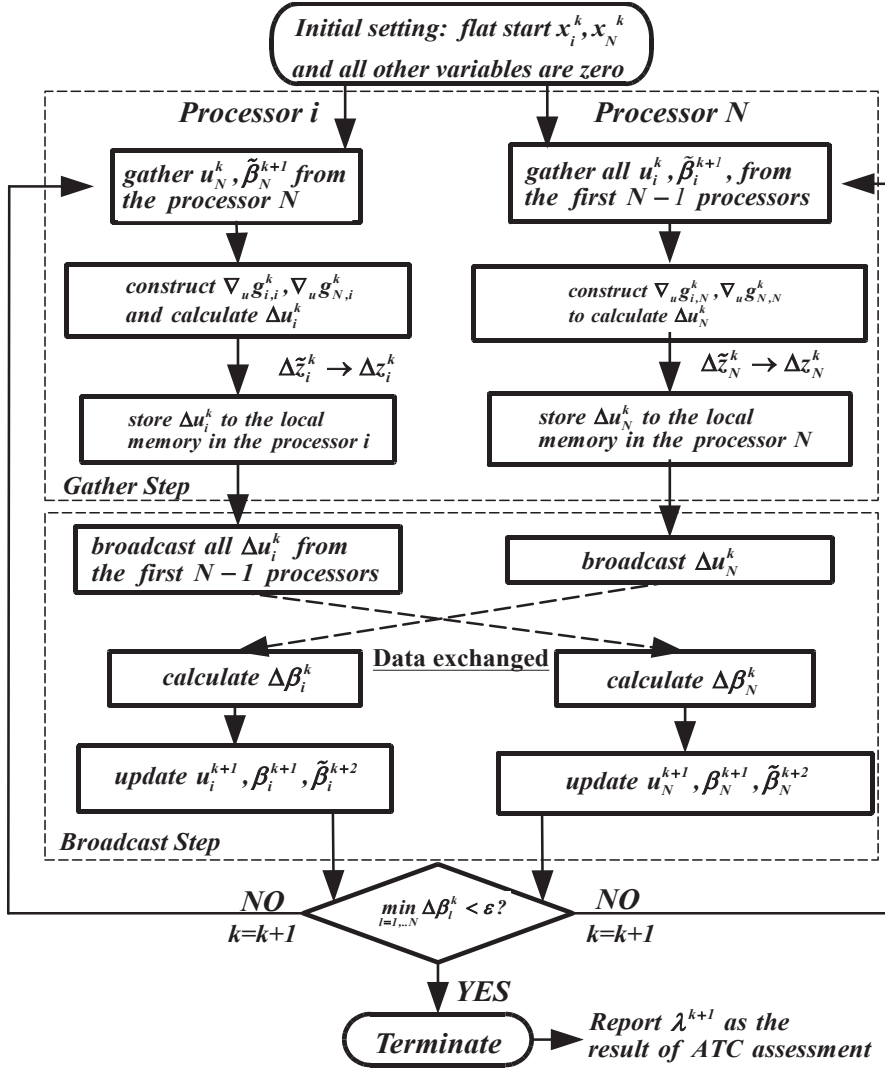 Initial setting: flat start x_i^k, x_N^k
and all other variables are zero
Processor i
Processor N
gather u_N^k, β̃_N^{k+1} from
the processor N
gather all u_i^k, β̃_i^{k+1}, from
the first N − 1 processors
construct ∇_u g_{i,i}^k, ∇_u g_{N,i}^k
and calculate Δu_i^k
construct ∇_u g_{i,N}^k, ∇_u g_{N,N}^k
to calculate Δu_N^k
Δz̃_i^k → Δz_i^k
Δz̃_N^k → Δz_N^k
store Δu_i^k to the local
memory in the processor i
store Δu_N^k to the local
memory in the processor N
Gather Step
broadcast all Δu_i^k from
the first N − 1 processors
broadcast Δu_N^k
Data exchanged
calculate Δβ_i^k
calculate Δβ_N^k
update u_i^{k+1}, β_i^{k+1}, β̃_i^{k+2}
update u_N^{k+1}, β_N^{k+1}, β̃_N^{k+2}
Broadcast Step
NO
k=k+1
min_{l=1,..N} Δβ_l^k < ε?
NO
k=k+1
YES
Terminate
Report λ^{k+1} as the
result of ATC assessment